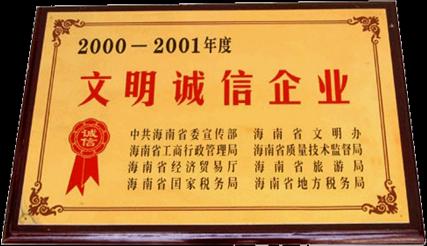 2000－2001年度
文明诚信企业
诚信
中共海南省委宣传部 海南省文明办
海南省工商行政管理局 海南省质量技术监督局
海南省经济贸易厅 海南省旅游局
海南省国家税务局 海南省地方税务局